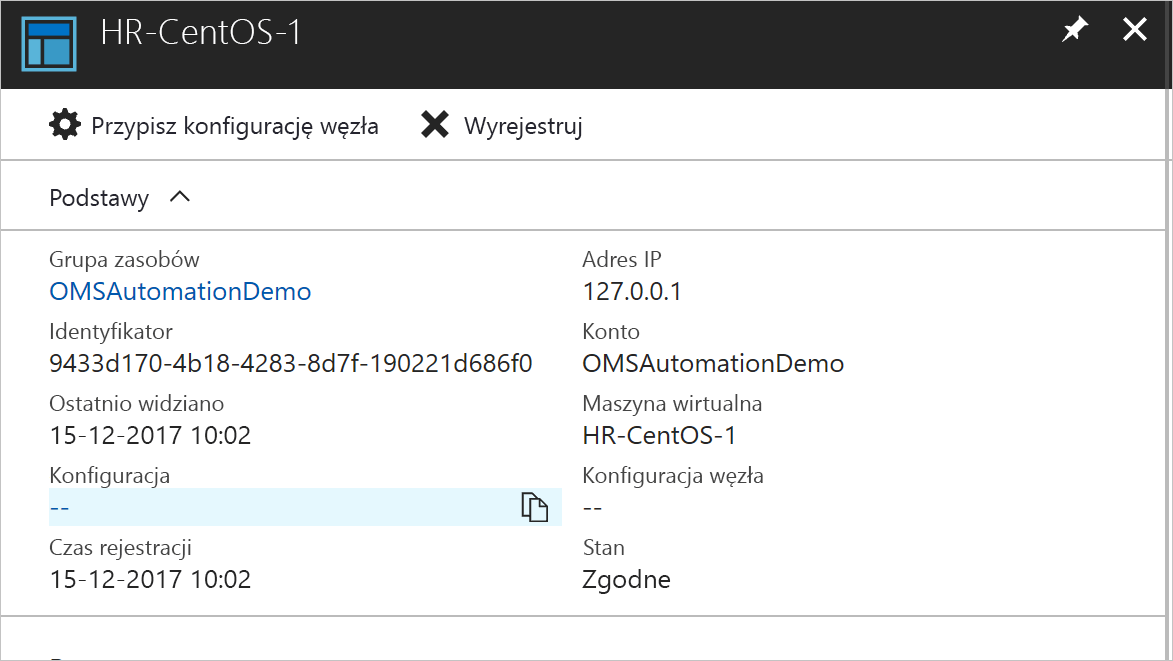 HR-CentOS-1
Przypisz konfigurację węzła
Wyrejestruj
Podstawy
Grupa zasobów
OMSAutomationDemo
Adres IP
127.0.0.1
Identyfikator
9433d170-4b18-4283-8d7f-190221d686f0
Konto
OMSAutomationDemo
Ostatnio widziano
15-12-2017 10:02
Maszyna wirtualna
HR-CentOS-1
Konfiguracja
--
Konfiguracja węzła
--
Czas rejestracji
15-12-2017 10:02
Stan
Zgodne